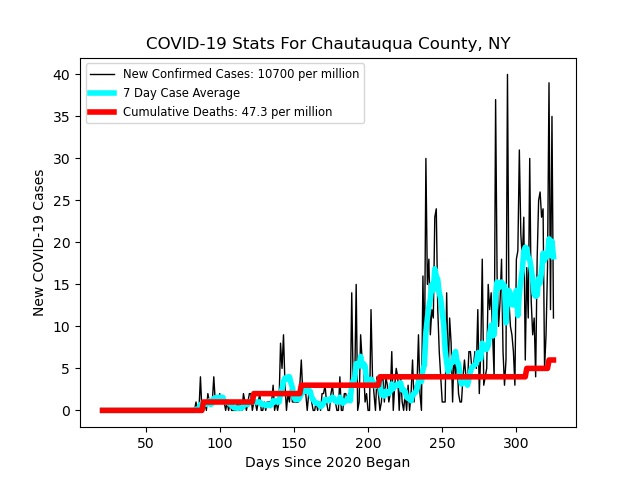 COVID-19 Stats For Chautauqua County, NY
New Confirmed Cases: 10700 per million
7 Day Case Average
Cumulative Deaths: 47.3 per million
New COVID-19 Cases
40
35
30
25
20
15
10
5
0
50
100
150
200
250
300
Days Since 2020 Began